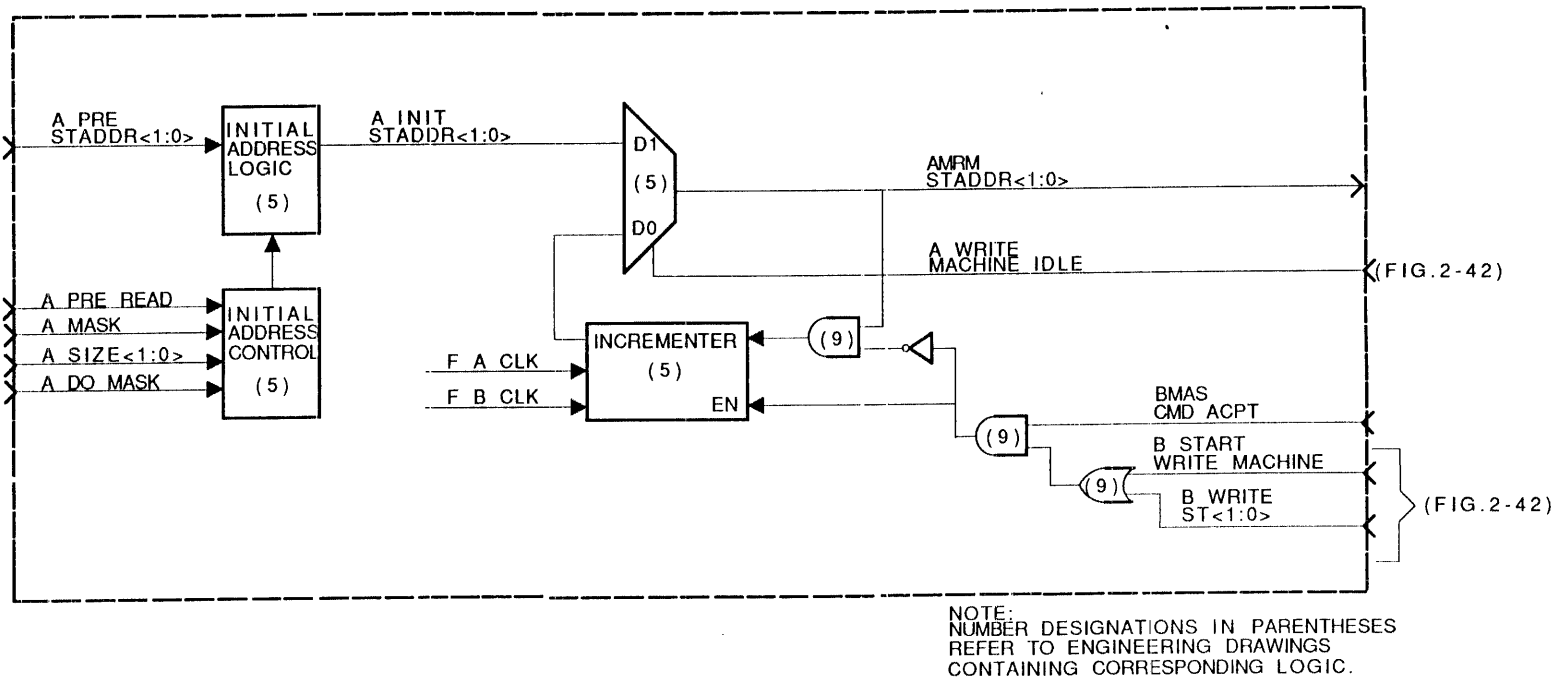 A PRE
STADDR<1:0>
INITIAL
ADDRESS
LOGIC
(5)
A INIT
STADDR<1:0>
D1
(5)
D0
AMRM
STADDR<1:0>
A WRITE
MACHINE IDLE
(FIG.2-42)
A PRE READ
A MASK
A SIZE<1:0>
A DO MASK
INITIAL
ADDRESS
CONTROL
(5)
F A CLK
F B CLK
INCREMENTER
(5)
EN
(9)
(9)
(9)
BMAS
CMD ACPT
B START
WRITE MACHINE
B WRITE
ST<1:0>
(FIG.2-42)
NOTE:
NUMBER DESIGNATIONS IN PARENTHESES
REFER TO ENGINEERING DRAWINGS
CONTAINING CORRESPONDING LOGIC.